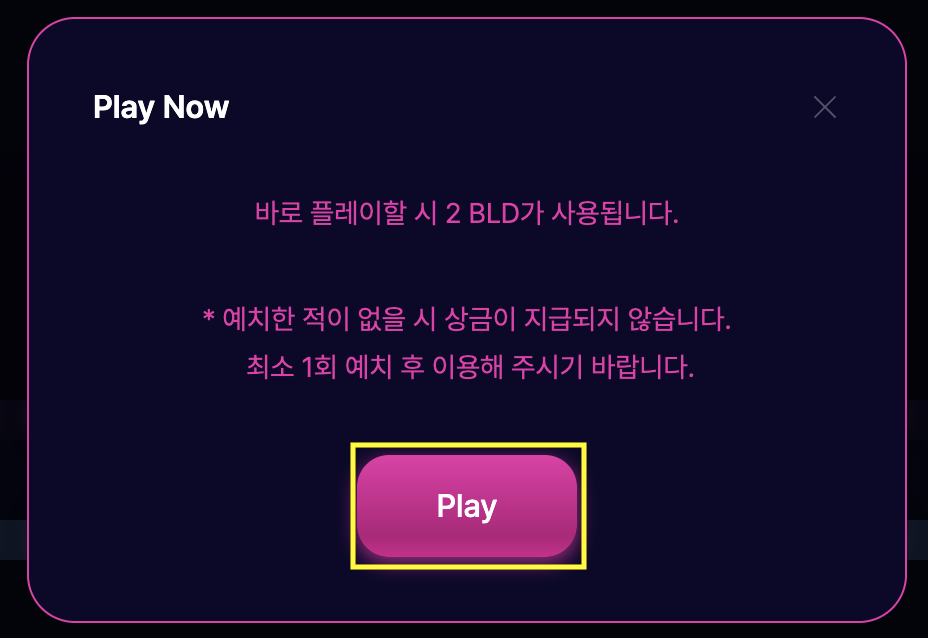 Play Now
바로 플레이할 시 2 BLD가 사용됩니다.
* 예치한 적이 없을 시 상금이 지급되지 않습니다.
최소 1회 예치 후 이용해 주시기 바랍니다.
Play